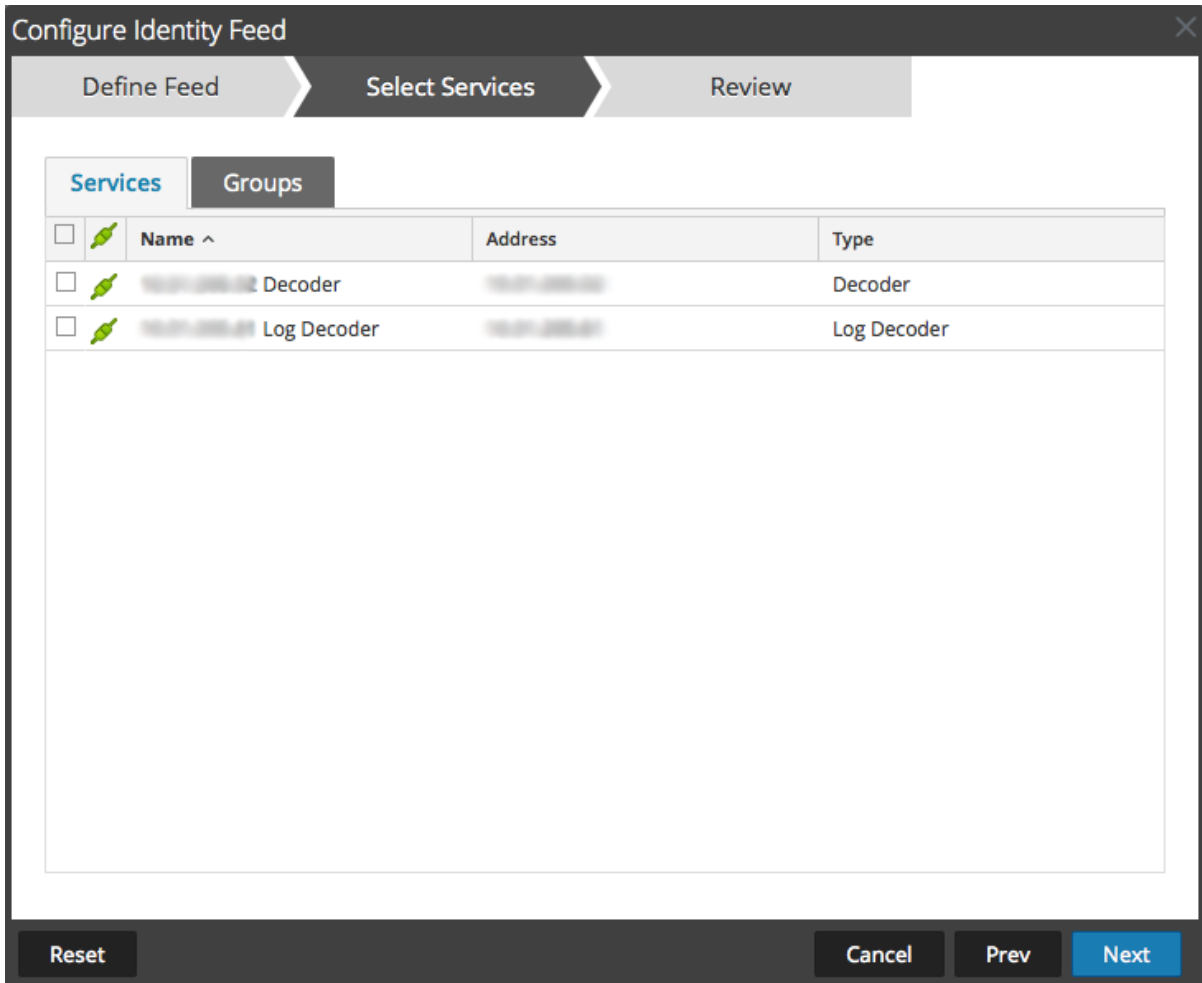 Configure Identity Feed
Define Feed Select Services Review
Services Groups
Name Address Type
Decoder Decoder
Log Decoder Log Decoder
Reset Cancel Prev Next